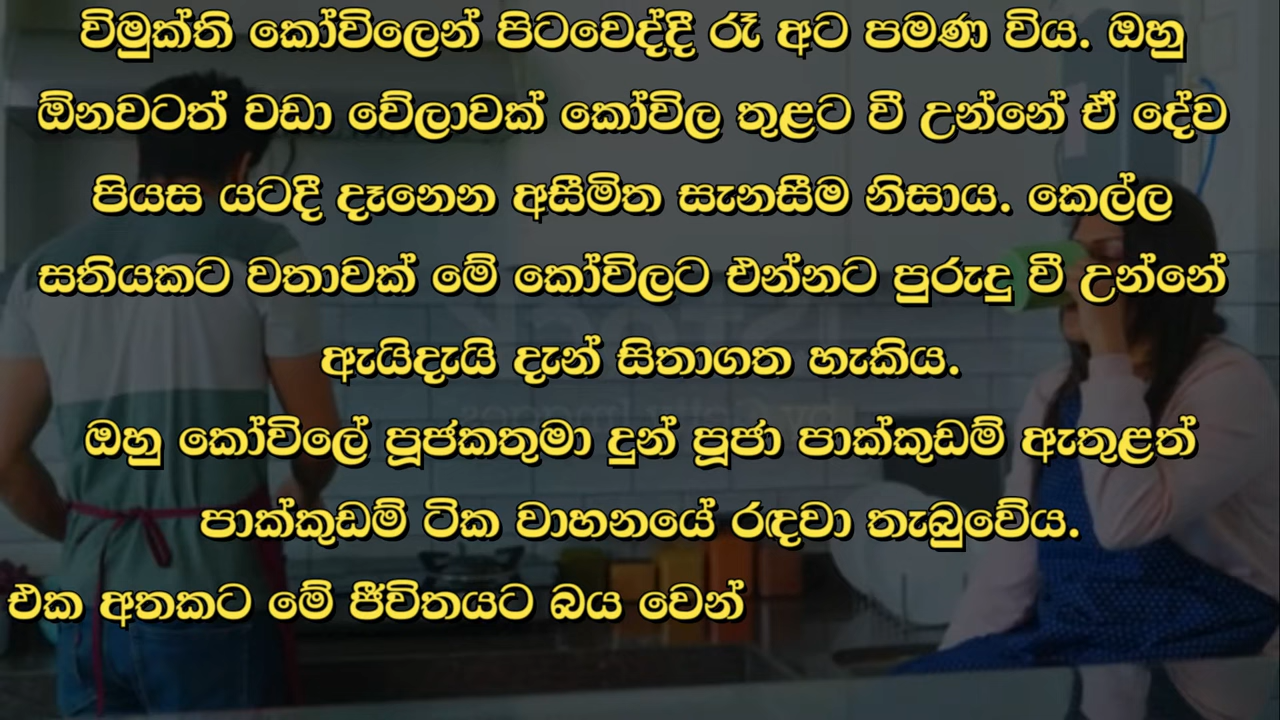 විමුක්ති කෝවිලෙන් පිටවෙද්දී රෑ අට පමණ විය. ඔහු
ඕනවටත් වඩා වේලාවක් කෝවිල තුළට වී උන්නේ ඒ දේව
පියස යටදී දෑනෙන අසීමිත සැනසීම නිසාය. කෙල්ල
සතියකට වතාවක් මේ කෝවිලට එන්නට පුරුදු වී උන්නේ
ඇයිදැයි දැන් සිතාගත හැකිය.
ඔහු කෝවිලේ පූජකතුමා දුන් පූජා පාක්කුඩම් ඇතුළත්
පාක්කුඩම් ටික වාහනයේ රඳවා තැබුවේය.
එක අතකට මේ ජීවිතයට බය වෙන්